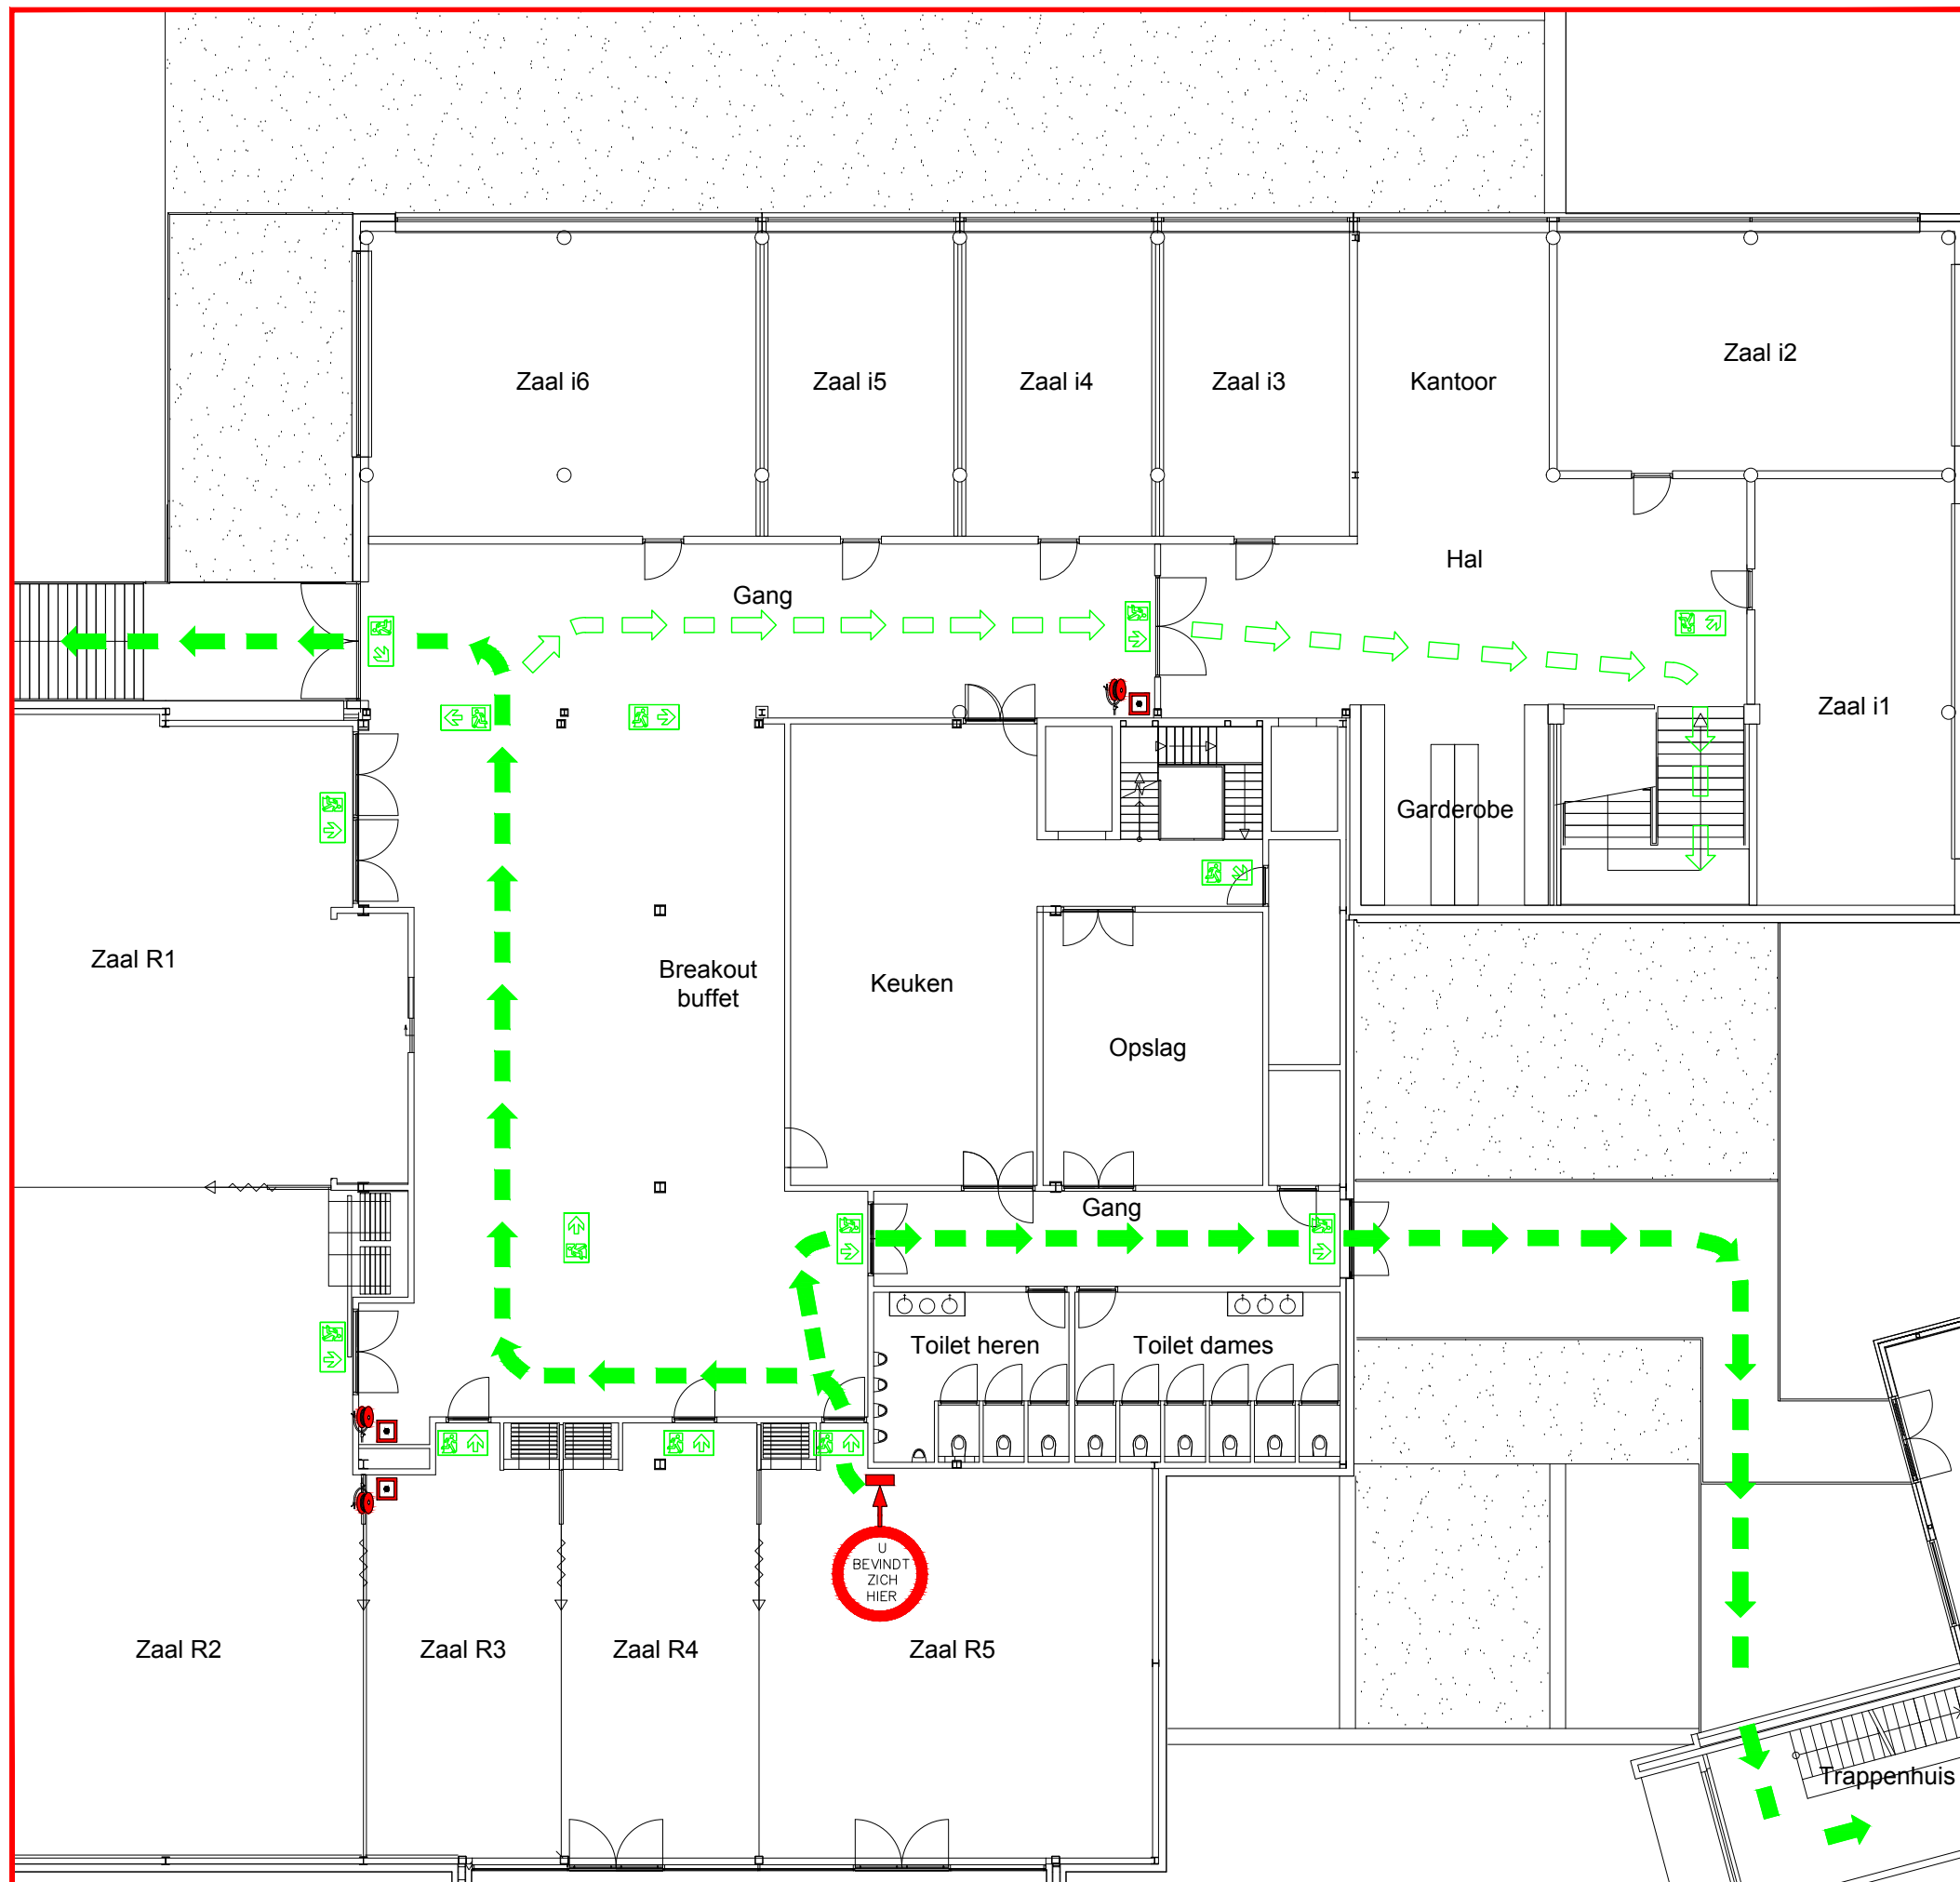 Zaal i2
Zaal i6
Zaal i5
Zaal i4
Zaal i3
Kantoor
Hal
Gang
Zaal i1
Garderobe
Zaal R1
Breakout
buffet
Keuken
Opslag
Gang
Toilet heren
Toilet dames
U
BEVINDT
ZICH
HIER
Zaal R2
Zaal R3
Zaal R4
Zaal R5
Trappenhuis